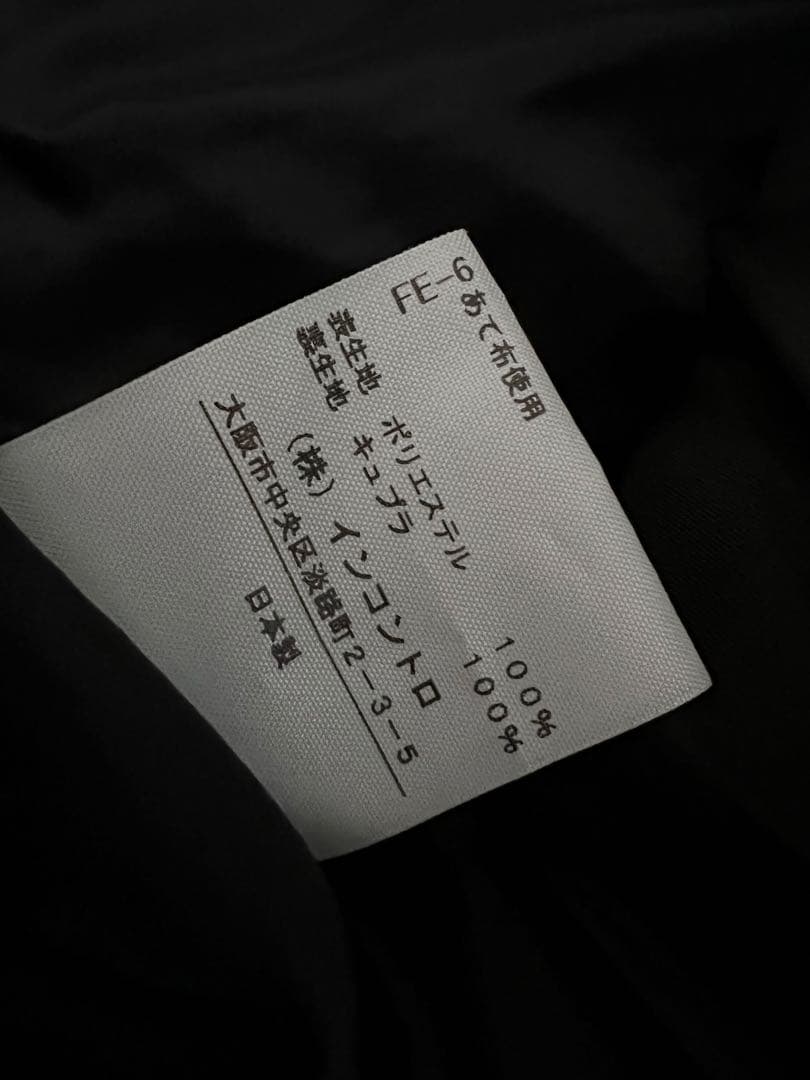 FE-6
あて布使用
表生地 ポリエステル 100%
裏生地 キュプラ 100%
(株)インコントロ
大阪市中央区淡路町2-3-5
日本製